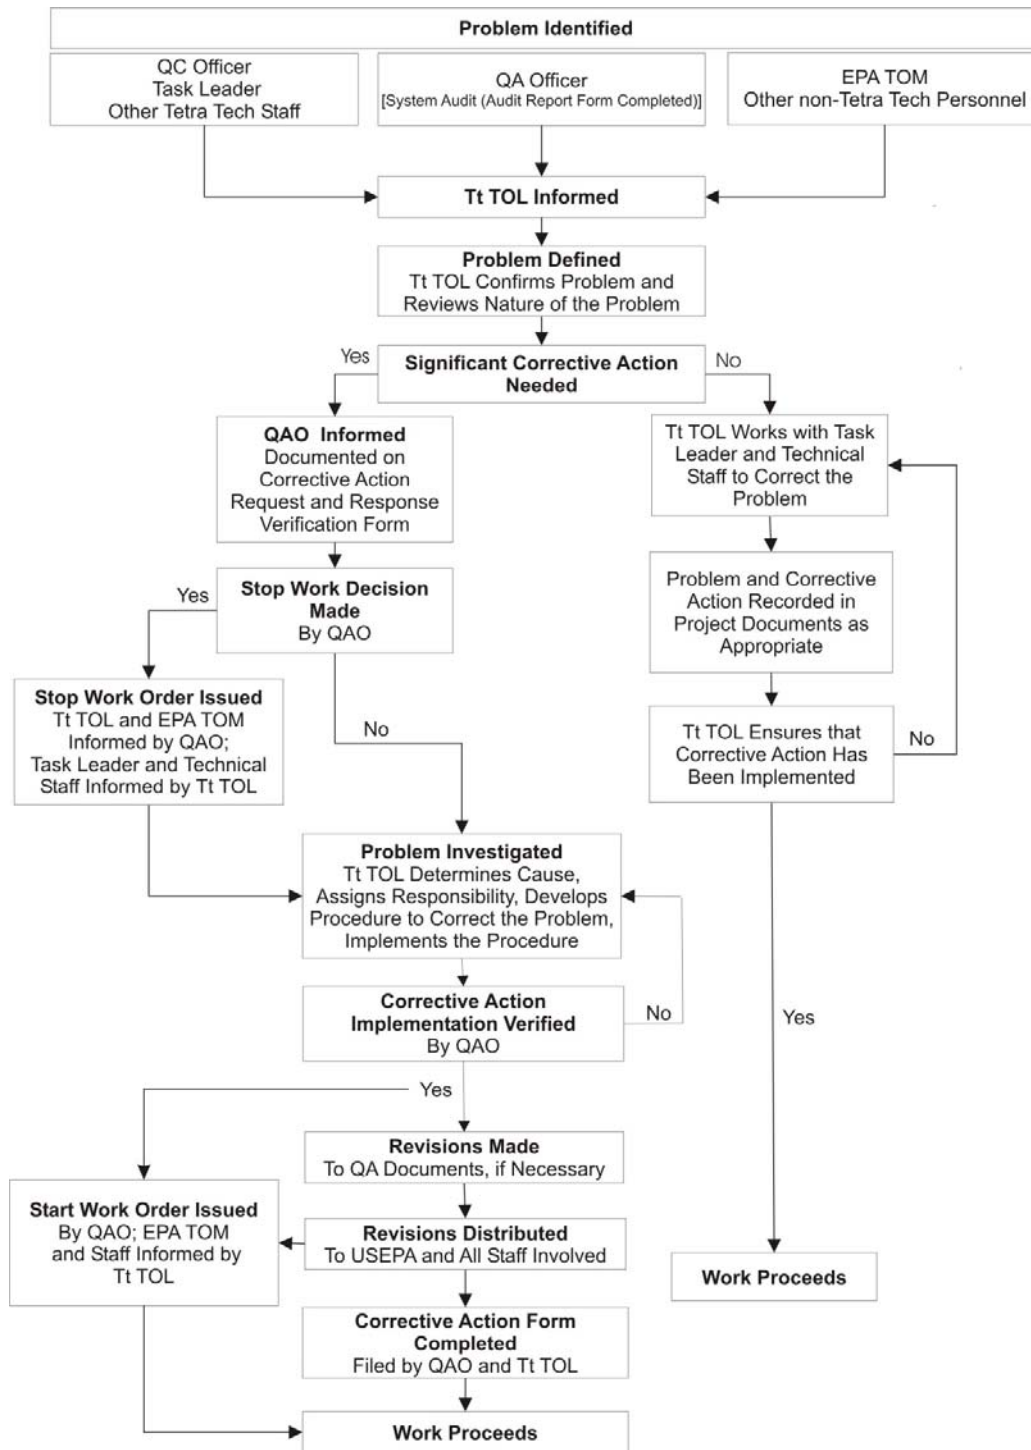 Problem Identified
QC Officer
Task Leader
Other Tetra Tech Staff
QA Officer
[System Audit (Audit Report Form Completed)]
EPA TOM
Other non-Tetra Tech Personnel
Tt TOL Informed
Problem Defined
Tt TOL Confirms Problem and
Reviews Nature of the Problem
Yes
Significant Corrective Action
Needed
No
QAO Informed
Documented on
Corrective Action
Request and Response
Verification Form
Tt TOL Works with Task
Leader and Technical
Staff to Correct the
Problem
Yes
Stop Work Decision
Made
By QAO
Problem and Corrective
Action Recorded in
Project Documents as
Appropriate
Stop Work Order Issued
Tt TOL and EPA TOM
Informed by QAO;
Task Leader and Technical
Staff Informed by Tt TOL
No
Tt TOL Ensures that
Corrective Action Has
Been Implemented
No
Problem Investigated
Tt TOL Determines Cause,
Assigns Responsibility, Develops
Procedure to Correct the Problem,
Implements the Procedure
Corrective Action
Implementation Verified
By QAO
No
Yes
Yes
Revisions Made
To QA Documents, if Necessary
Start Work Order Issued
By QAO; EPA TOM
and Staff Informed by
Tt TOL
Revisions Distributed
To USEPA and All Staff Involved
Work Proceeds
Corrective Action Form
Completed
Filed by QAO and Tt TOL
Work Proceeds